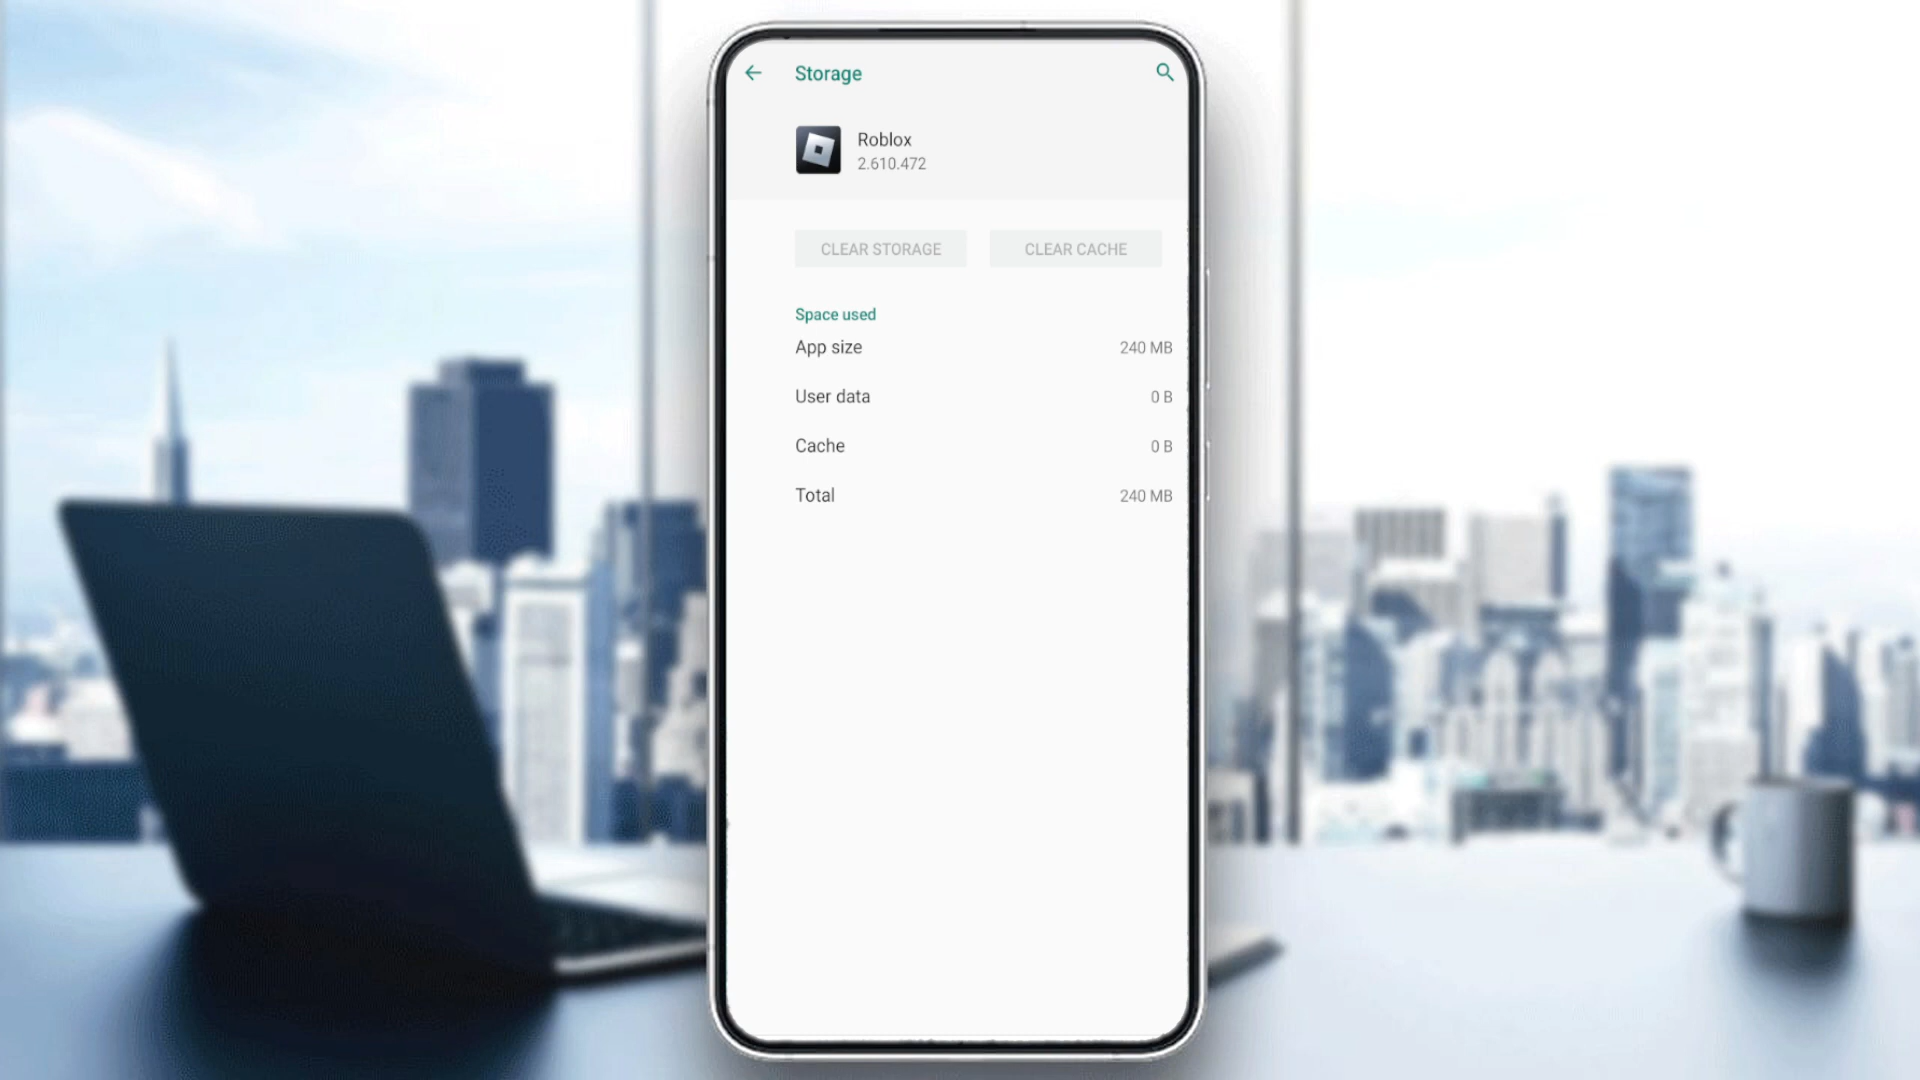 Storage
Roblox
2.610.472
CLEAR STORAGE CLEAR CACHE
Space used
App size 240 MB
User data 0 B
Cache 0 B
Total 240 MB